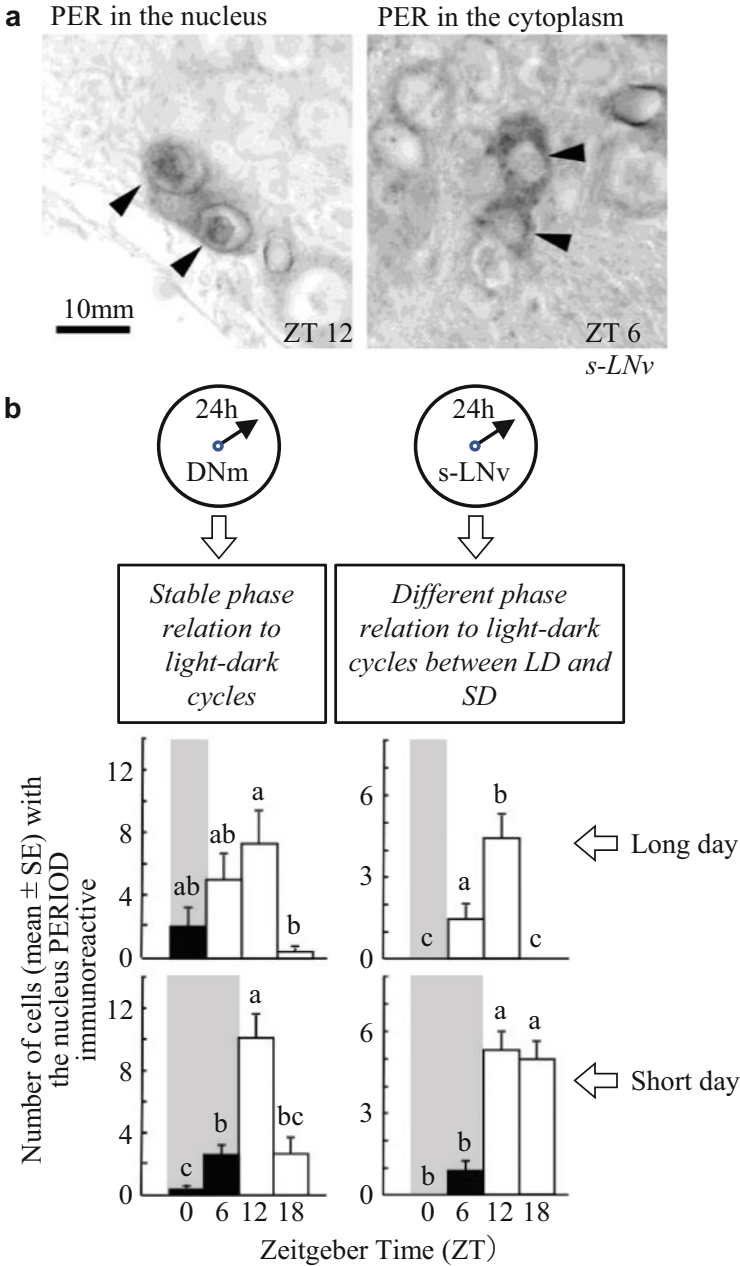 a
PER in the nucleus
PER in the cytoplasm
10mm
ZT 12
ZT 6
s-LNv
b
24h
DNm
24h
s-LNv
Stable phase
relation to
light-dark
cycles
Different phase
relation to light-dark
cycles between LD and
SD
Number of cells (mean ± SE) with
the nucleus PERIOD
immunoreactive
12
8
4
0
ab
ab
a
b
6
3
0
c
a
b
c
Long day
12
8
4
0
c
b
a
bc
6
3
0
b
b
a
a
Short day
0 6 12 18
0 6 12 18
Zeitgeber Time (ZT)